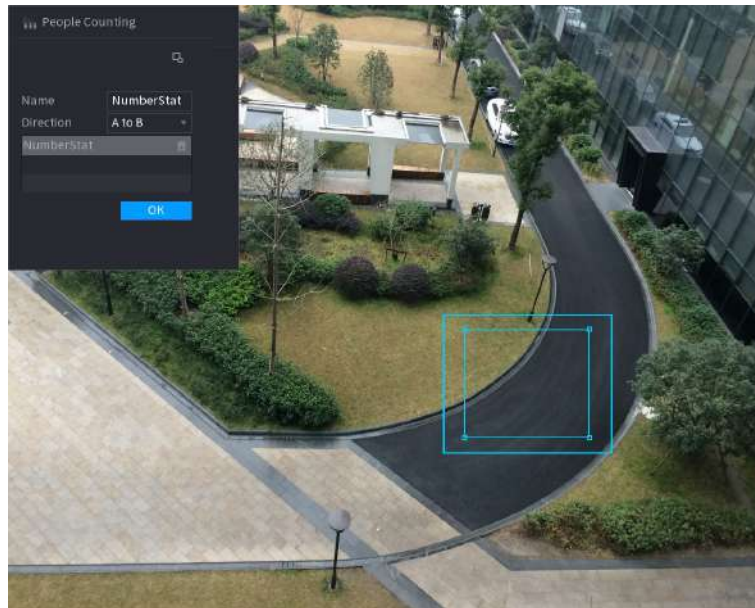 People Counting
Name NumberStat
Direction A to B
NumberStat
OK